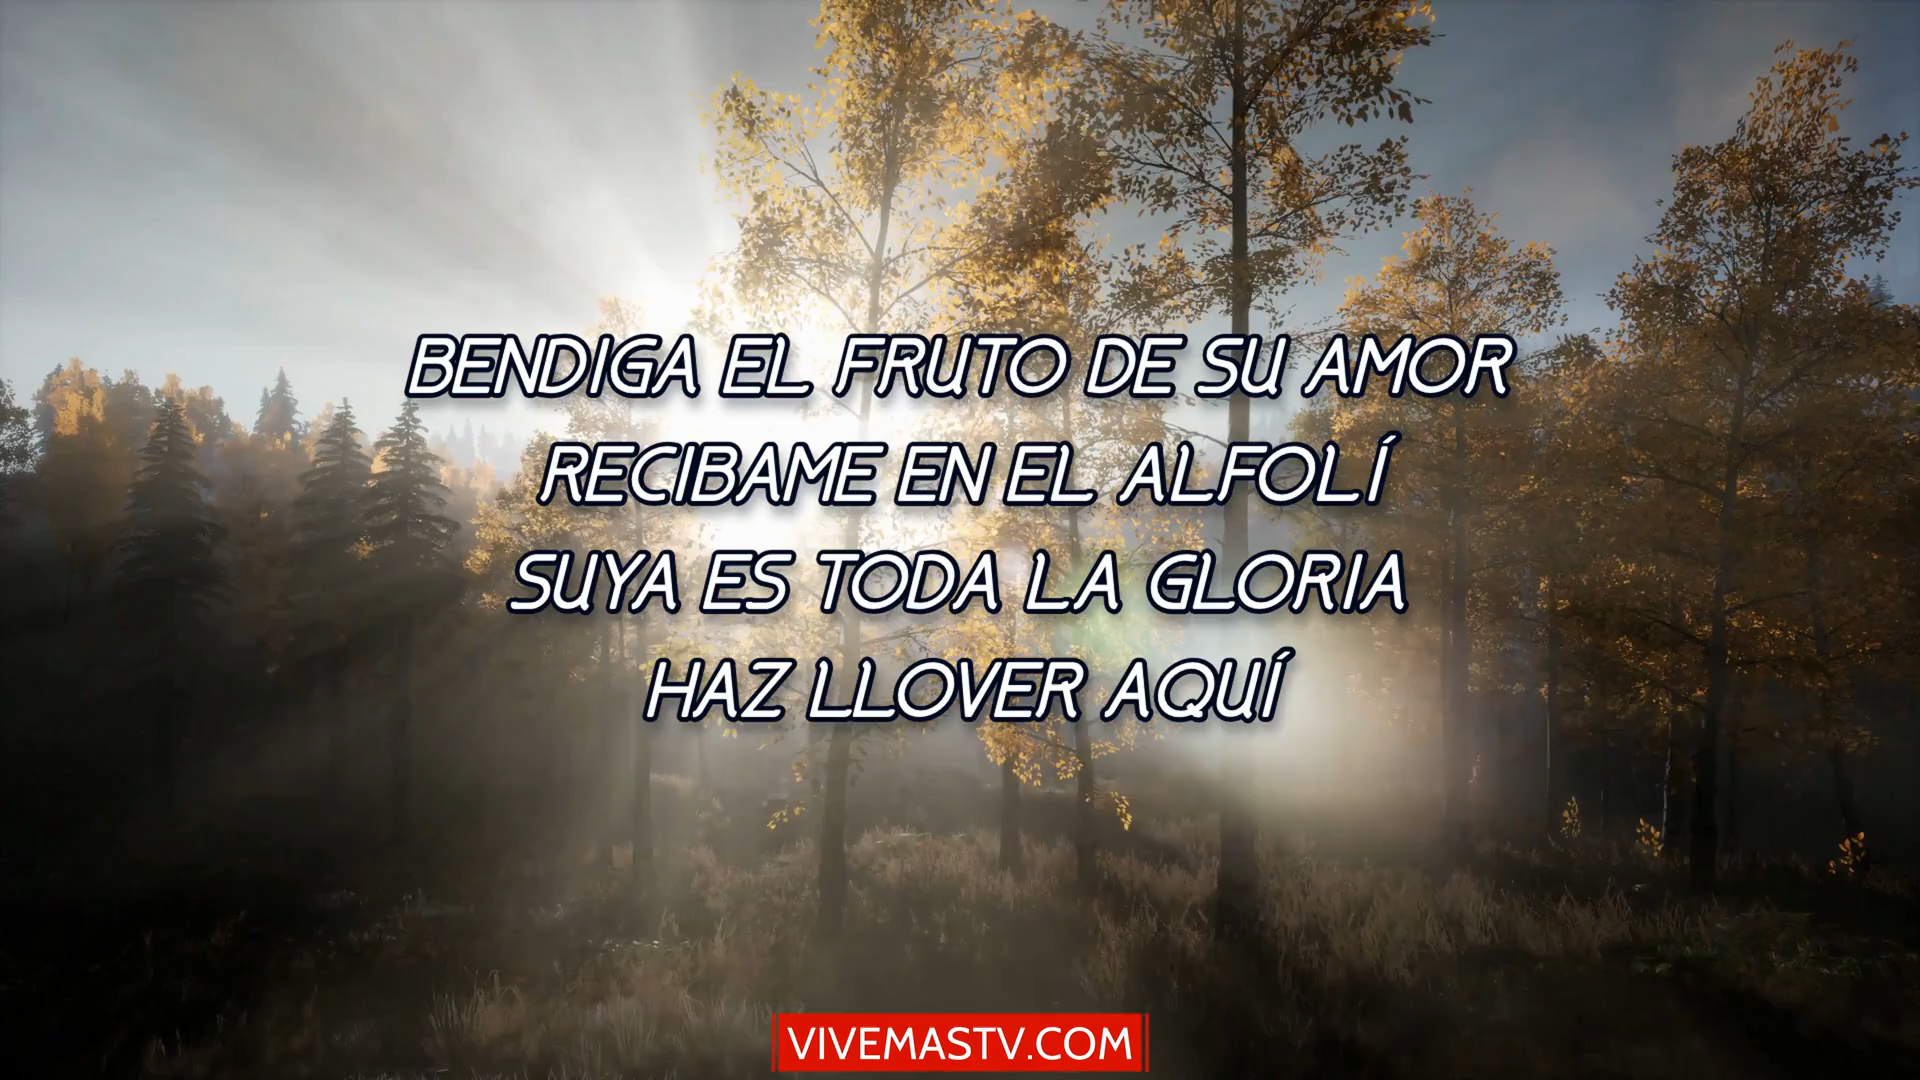 BENDIGA EL FRUTO DE SU AMOR
RECIBAME EN EL ALFOLÍ
SUYA ES TODA LA GLORIA
HAZ LLOVER AQUÍ
VIVEMASTV.COM